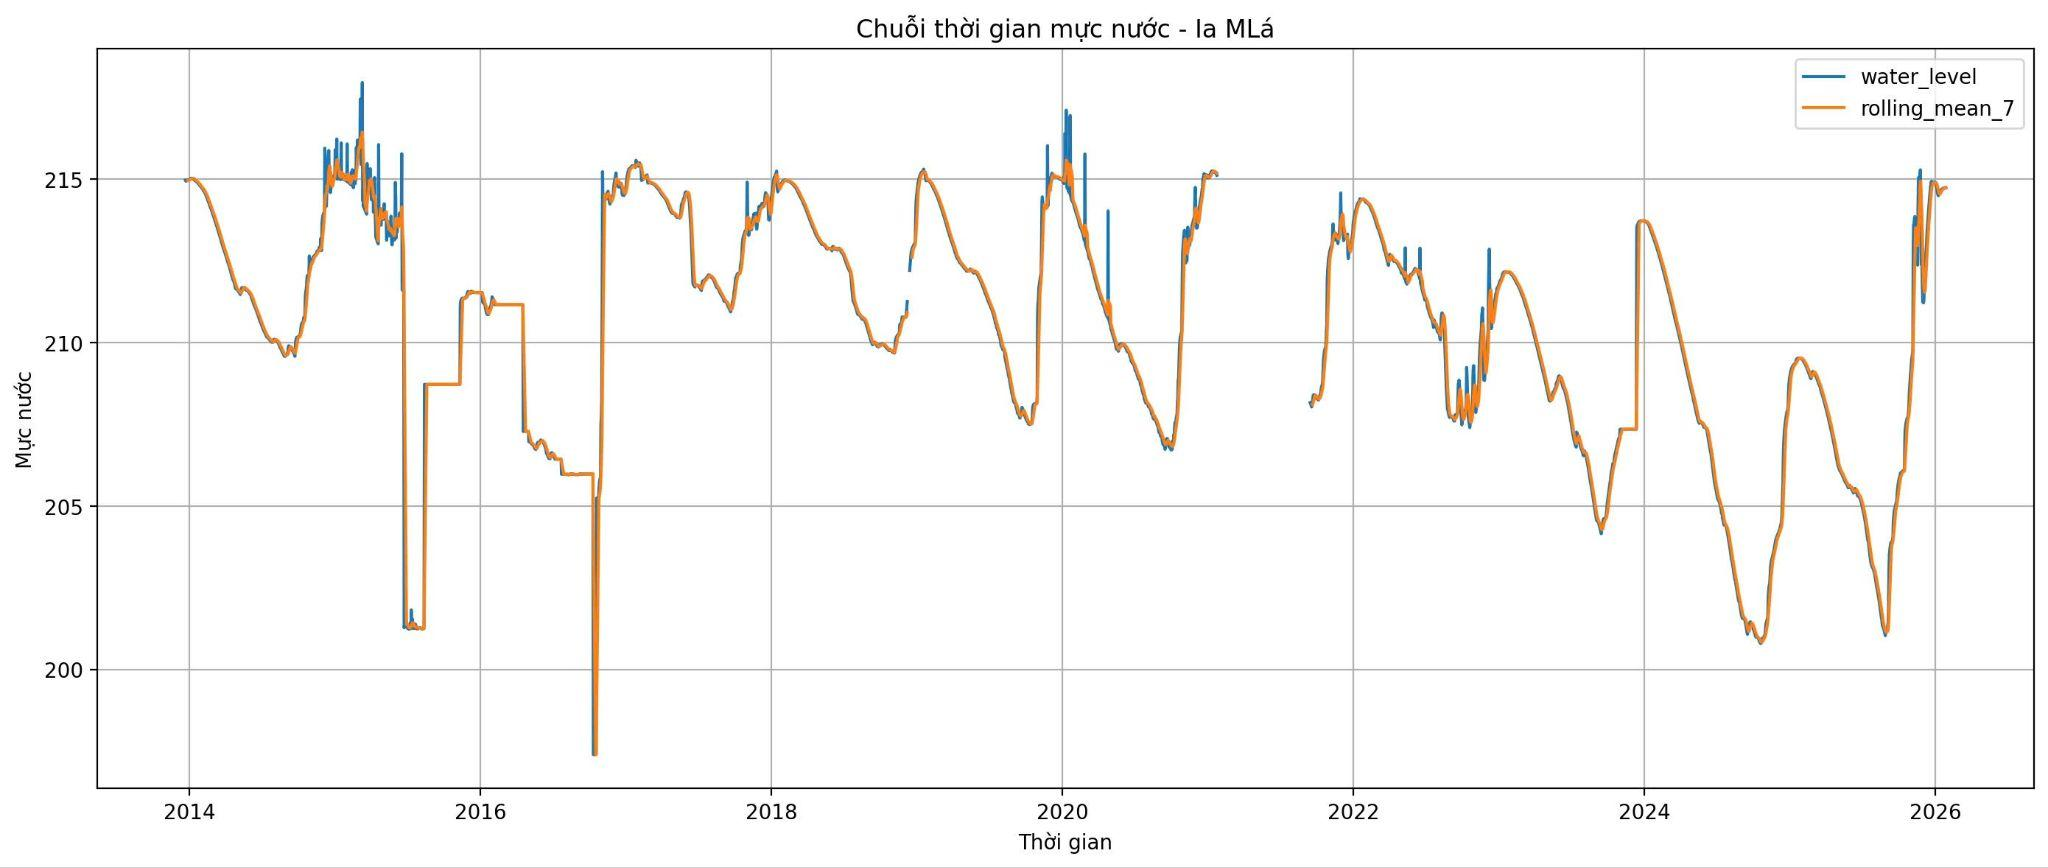 Chuỗi thời gian mực nước - Ia MLá
water_level
rolling_mean_7
215
210
205
200
Mực nước
2014 2016 2018 2020 2022 2024 2026
Thời gian